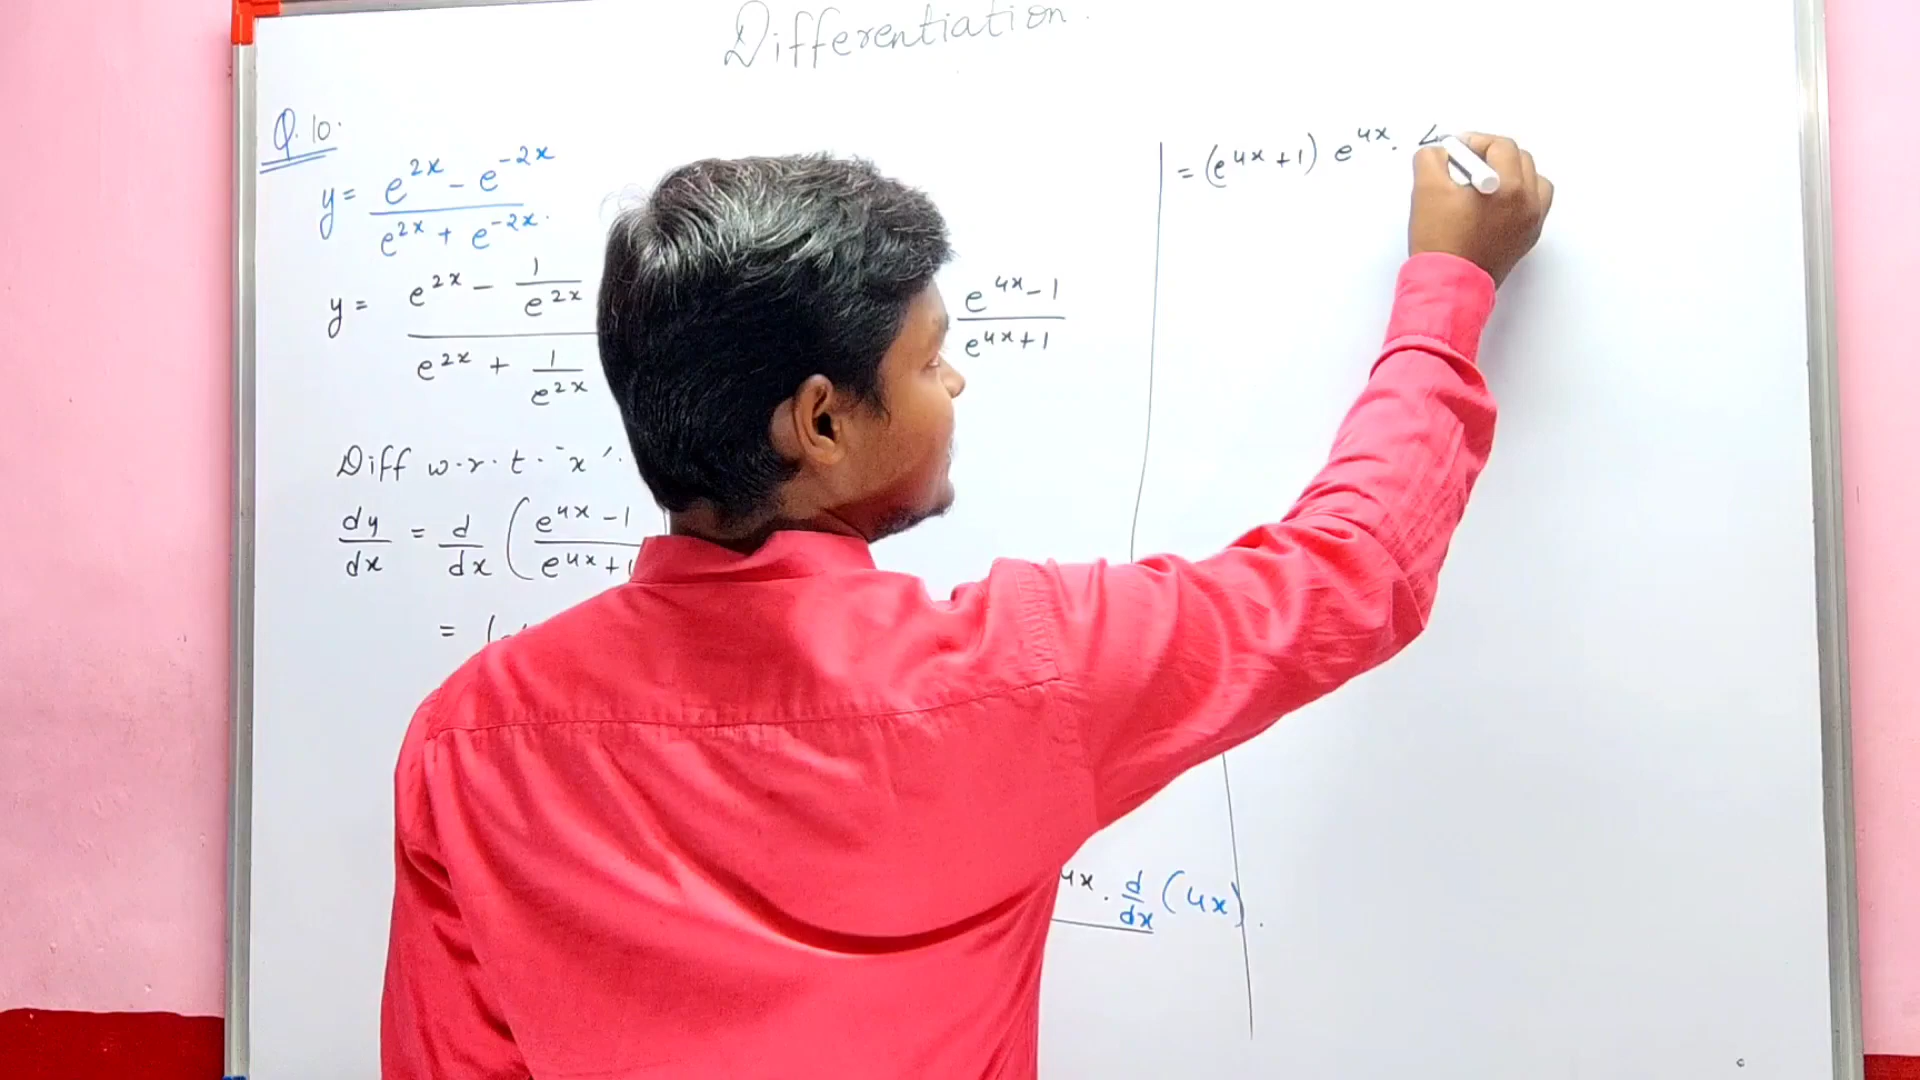 Differentiation.
Q.10.
y = (e^{2x} - e^{-2x}) / (e^{2x} + e^{-2x}).
y = (e^{2x} - 1/e^{2x}) / (e^{2x} + 1/e^{2x})
(e^{4x} - 1) / (e^{4x} + 1)
Diff w.r.t. "x".
dy/dx = d/dx ( (e^{4x} - 1) / (e^{4x} + 1)
= (
4x . d/dx (4x).
= (e^{4x} + 1) e^{4x} .